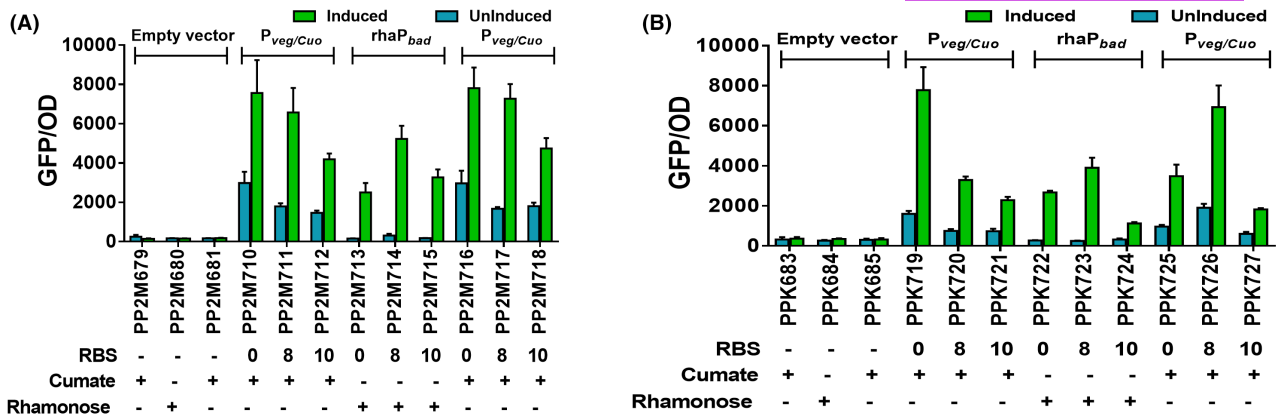 (A)
Induced UnInduced
Empty vector Pveg/Cuo rhaPbad Pveg/Cuo
GFP/OD
10000
8000
6000
4000
2000
0
PP2M679 PP2M680 PP2M681 PP2M710 PP2M711 PP2M712 PP2M713 PP2M714 PP2M715 PP2M716 PP2M717 PP2M718
RBS - - - 0 8 10 0 8 10 0 8 10
Cumate + - + + + + - - - + + +
Rhamonose - + - - - - + + + - - -
(B)
Induced UnInduced
Empty vector Pveg/Cuo rhaPbad Pveg/Cuo
GFP/OD
10000
8000
6000
4000
2000
0
PPK683 PPK684 PPK685 PPK719 PPK720 PPK721 PPK722 PPK723 PPK724 PPK725 PPK726 PPK727
RBS - - - 0 8 10 0 8 10 0 8 10
Cumate + - + + + + - - - + + +
Rhamonose - + - - - - + + + - - -